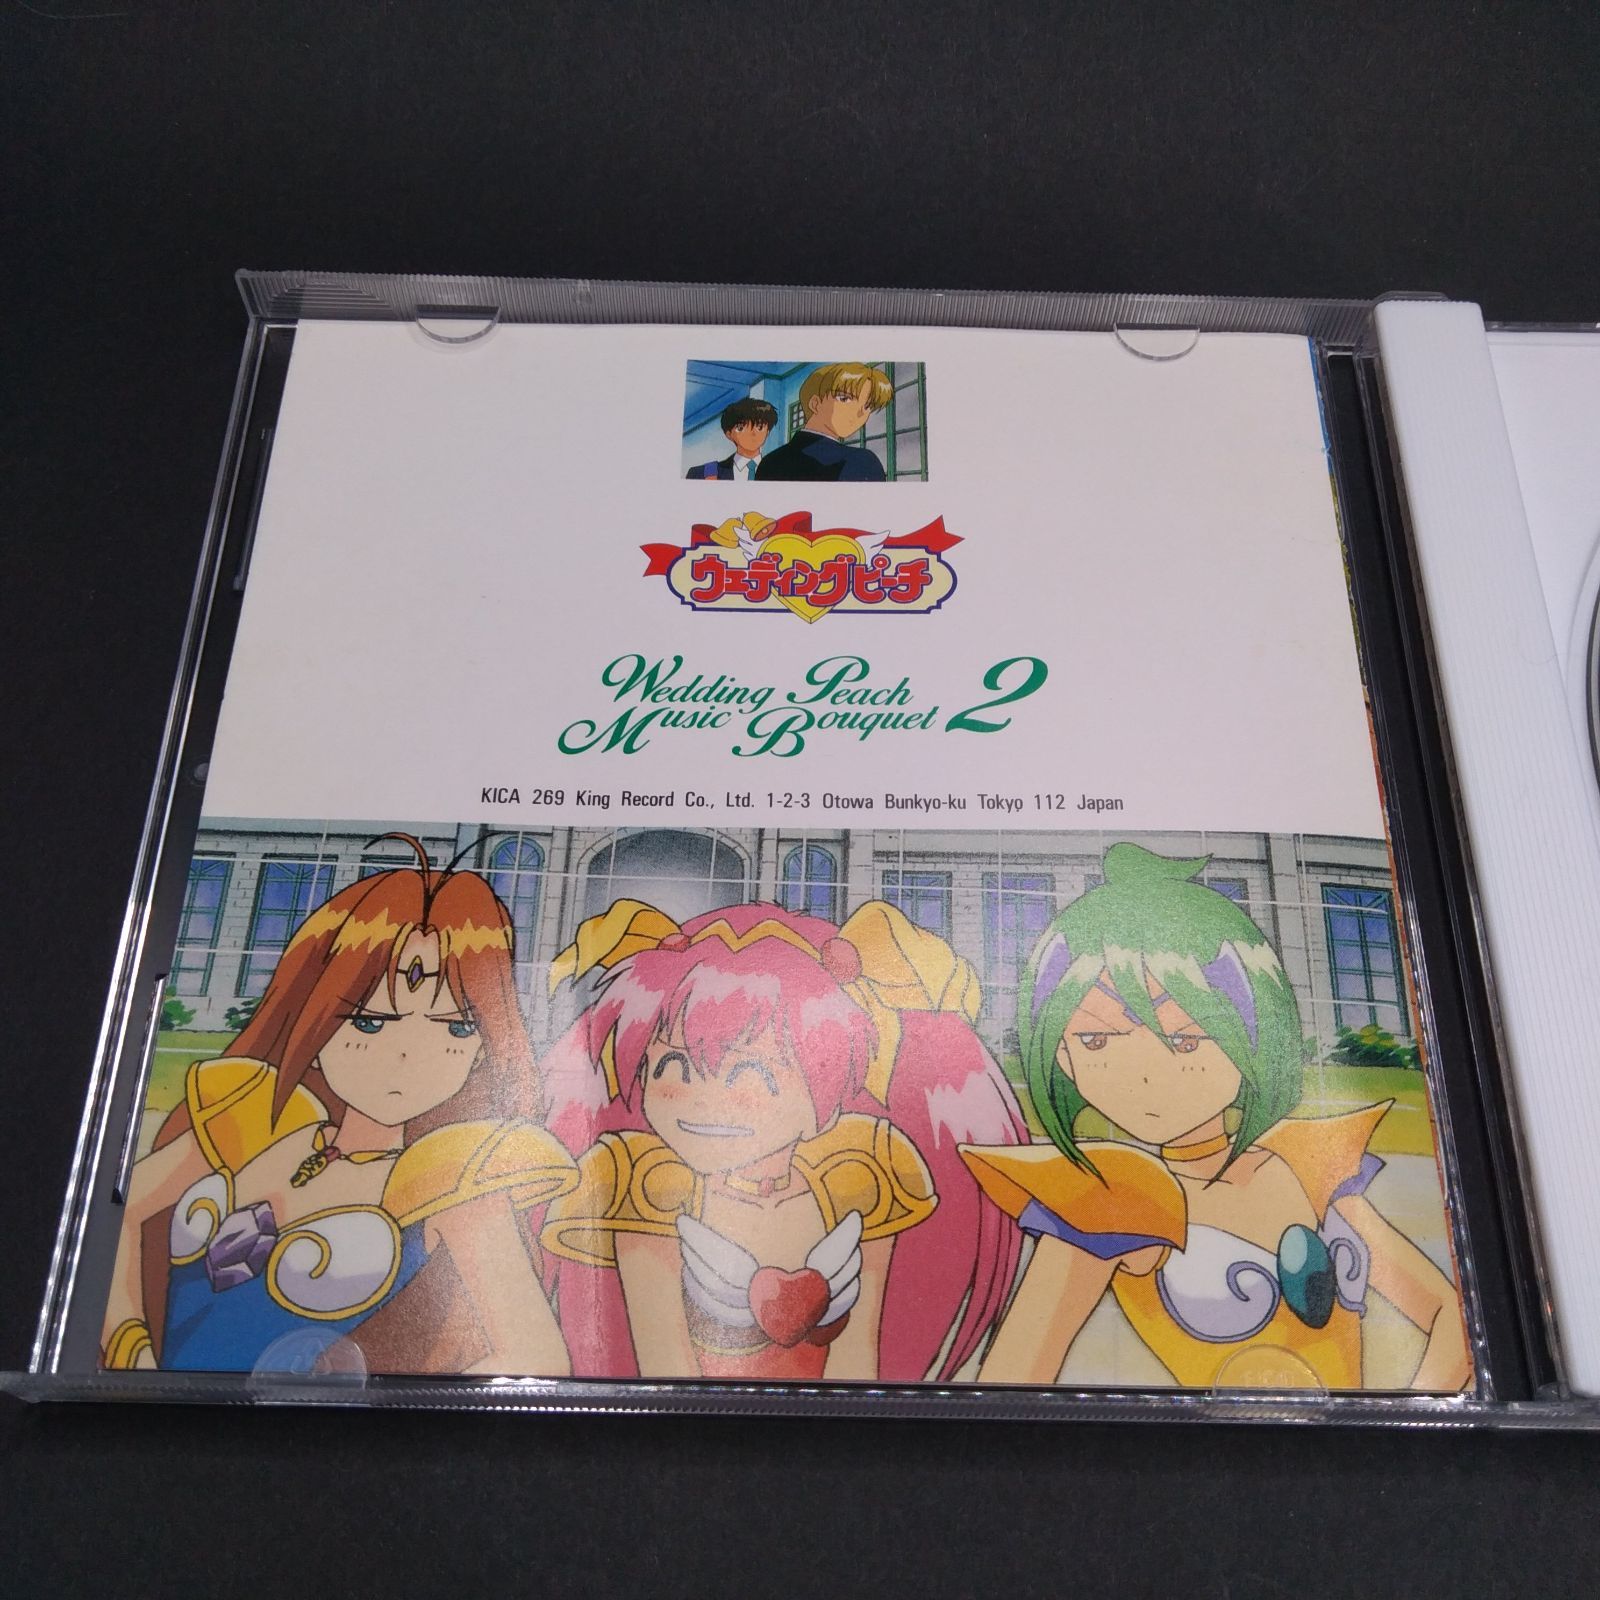 ウエディングピーチ
Wedding Peach
Music Bouquet 2
KICA 269 King Record Co., Ltd. 1-2-3 Otowa Bunkyo-ku Tokyo 112 Japan